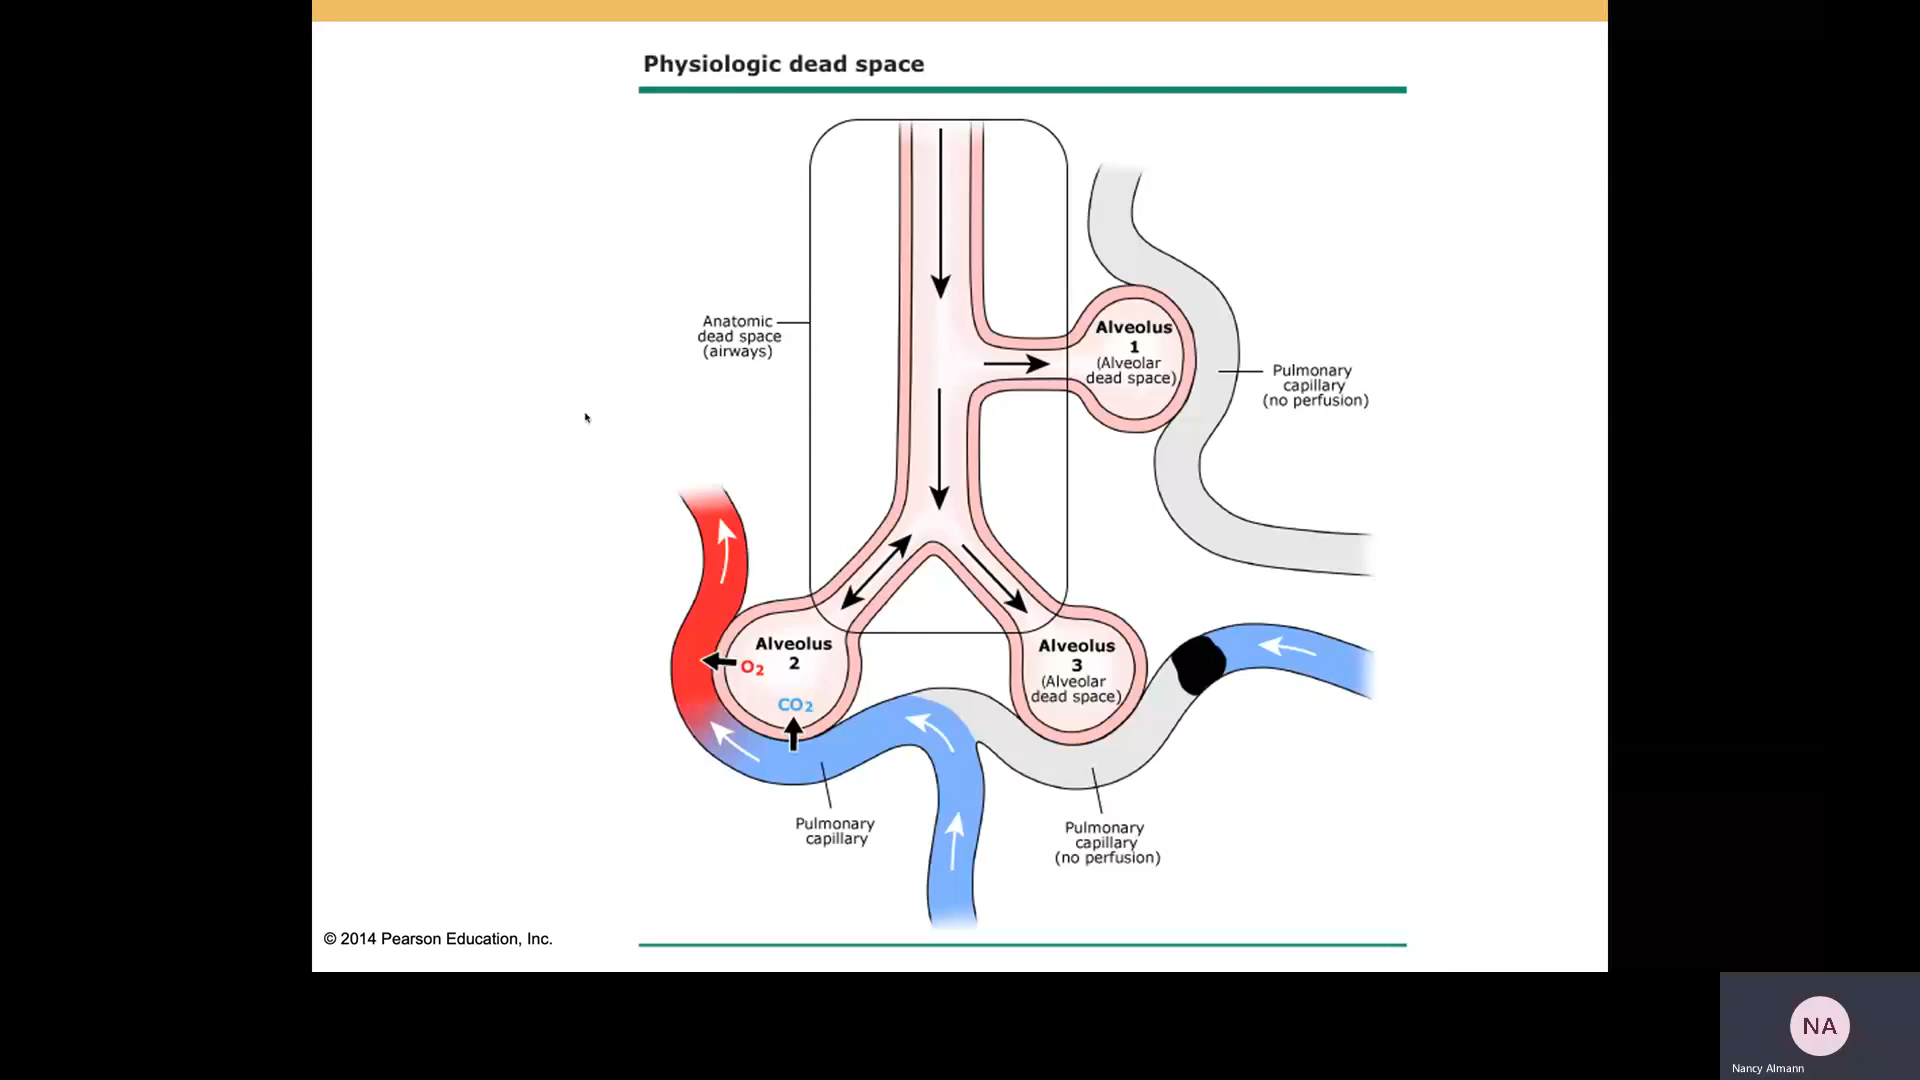 Physiologic dead space
Anatomic
dead space
(airways)
Alveolus
1
(Alveolar
dead space)
Pulmonary
capillary
(no perfusion)
Alveolus
2
O2
CO2
Alveolus
3
(Alveolar
dead space)
Pulmonary
capillary
Pulmonary
capillary
(no perfusion)
© 2014 Pearson Education, Inc.
NA
Nancy Almann